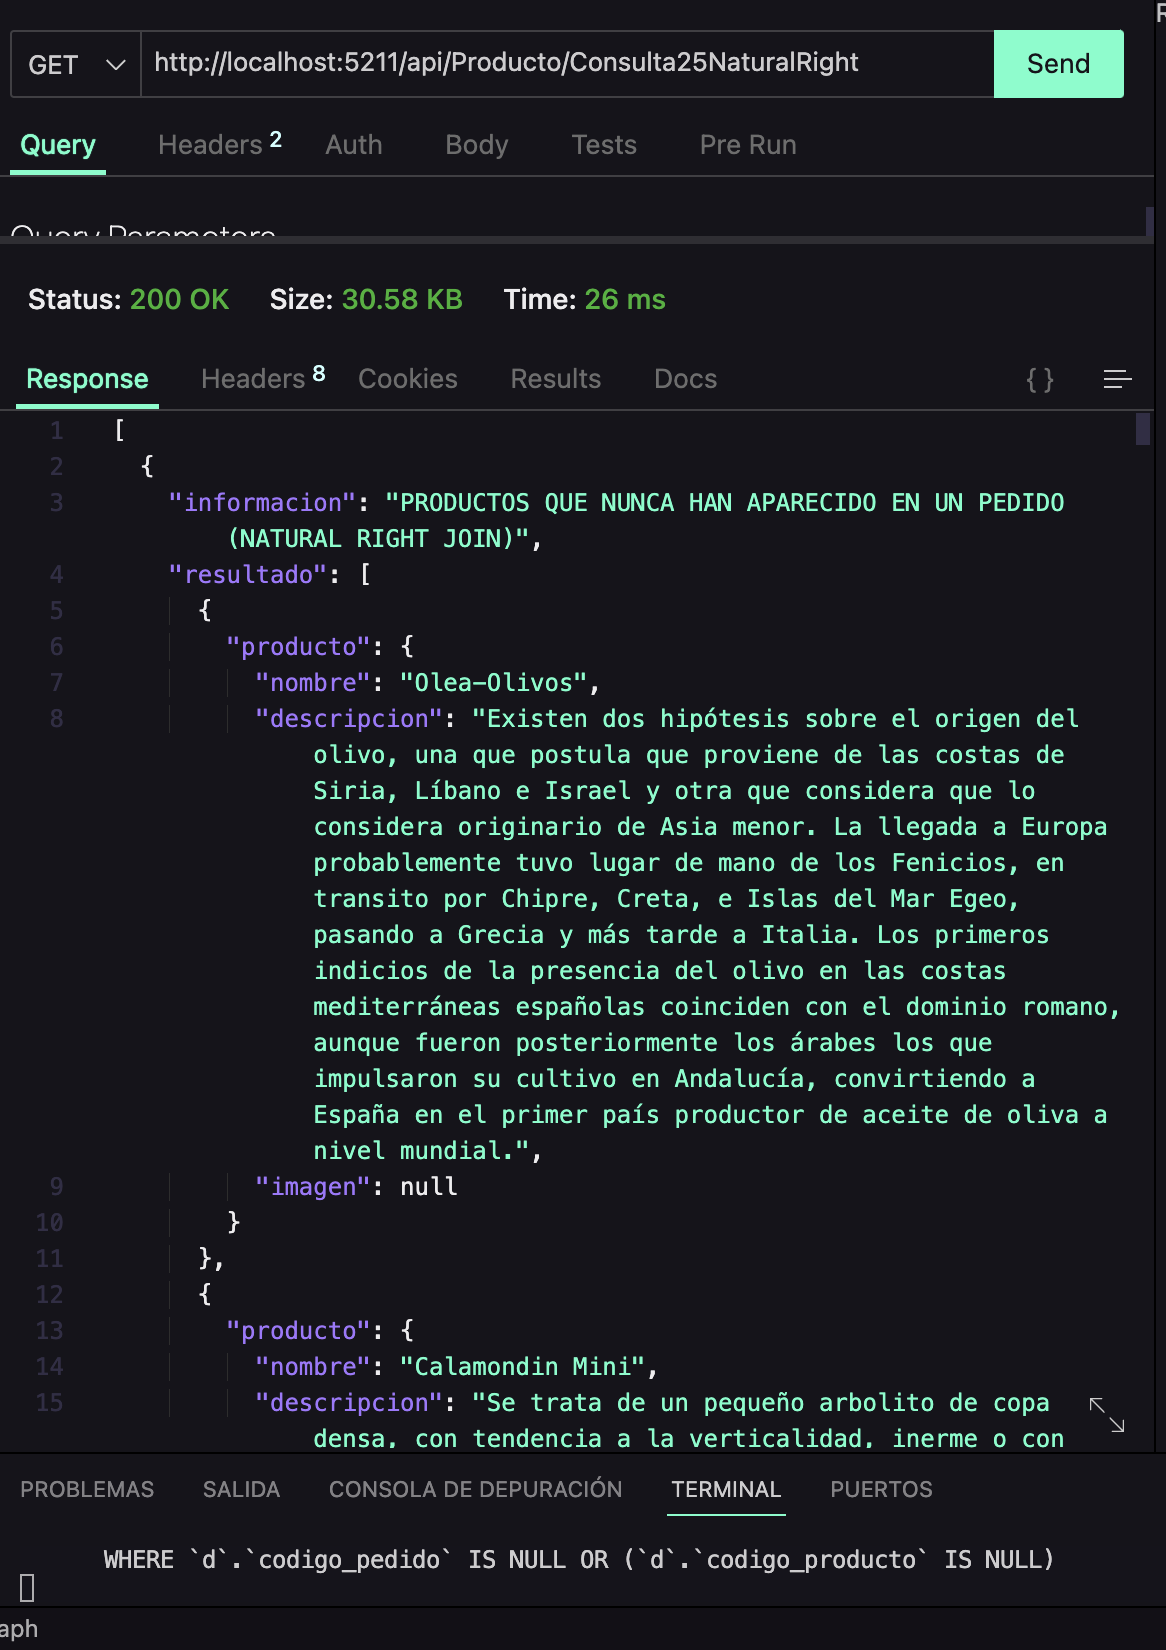 R
GET http://localhost:5211/api/Producto/Consulta25NaturalRight Send
Query Headers 2 Auth Body Tests Pre Run
Query Parameters
Status: 200 OK Size: 30.58 KB Time: 26 ms
Response Headers 8 Cookies Results Docs { }
1 [
2 {
3 "informacion": "PRODUCTOS QUE NUNCA HAN APARECIDO EN UN PEDIDO
(NATURAL RIGHT JOIN)",
4 "resultado": [
5 {
6 "producto": {
7 "nombre": "Olea-Olivos",
8 "descripcion": "Existen dos hipótesis sobre el origen del
olivo, una que postula que proviene de las costas de
Siria, Líbano e Israel y otra que considera que lo
considera originario de Asia menor. La llegada a Europa
probablemente tuvo lugar de mano de los Fenicios, en
transito por Chipre, Creta, e Islas del Mar Egeo,
pasando a Grecia y más tarde a Italia. Los primeros
indicios de la presencia del olivo en las costas
mediterráneas españolas coinciden con el dominio romano,
aunque fueron posteriormente los árabes los que
impulsaron su cultivo en Andalucía, convirtiendo a
España en el primer país productor de aceite de oliva a
nivel mundial.",
9 "imagen": null
10 }
11 },
12 {
13 "producto": {
14 "nombre": "Calamondin Mini",
15 "descripcion": "Se trata de un pequeño arbolito de copa
densa, con tendencia a la verticalidad, inerme o con
PROBLEMAS SALIDA CONSOLA DE DEPURACIÓN TERMINAL PUERTOS
WHERE `d`.`codigo_pedido` IS NULL OR (`d`.`codigo_producto` IS NULL)
aph